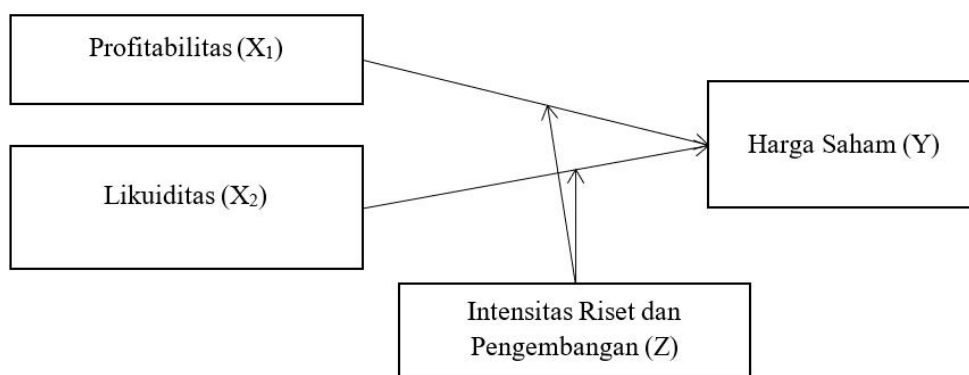 Profitabilitas (X₁)
Harga Saham (Y)
Likuiditas (X₂)
Intensitas Riset dan
Pengembangan (Z)